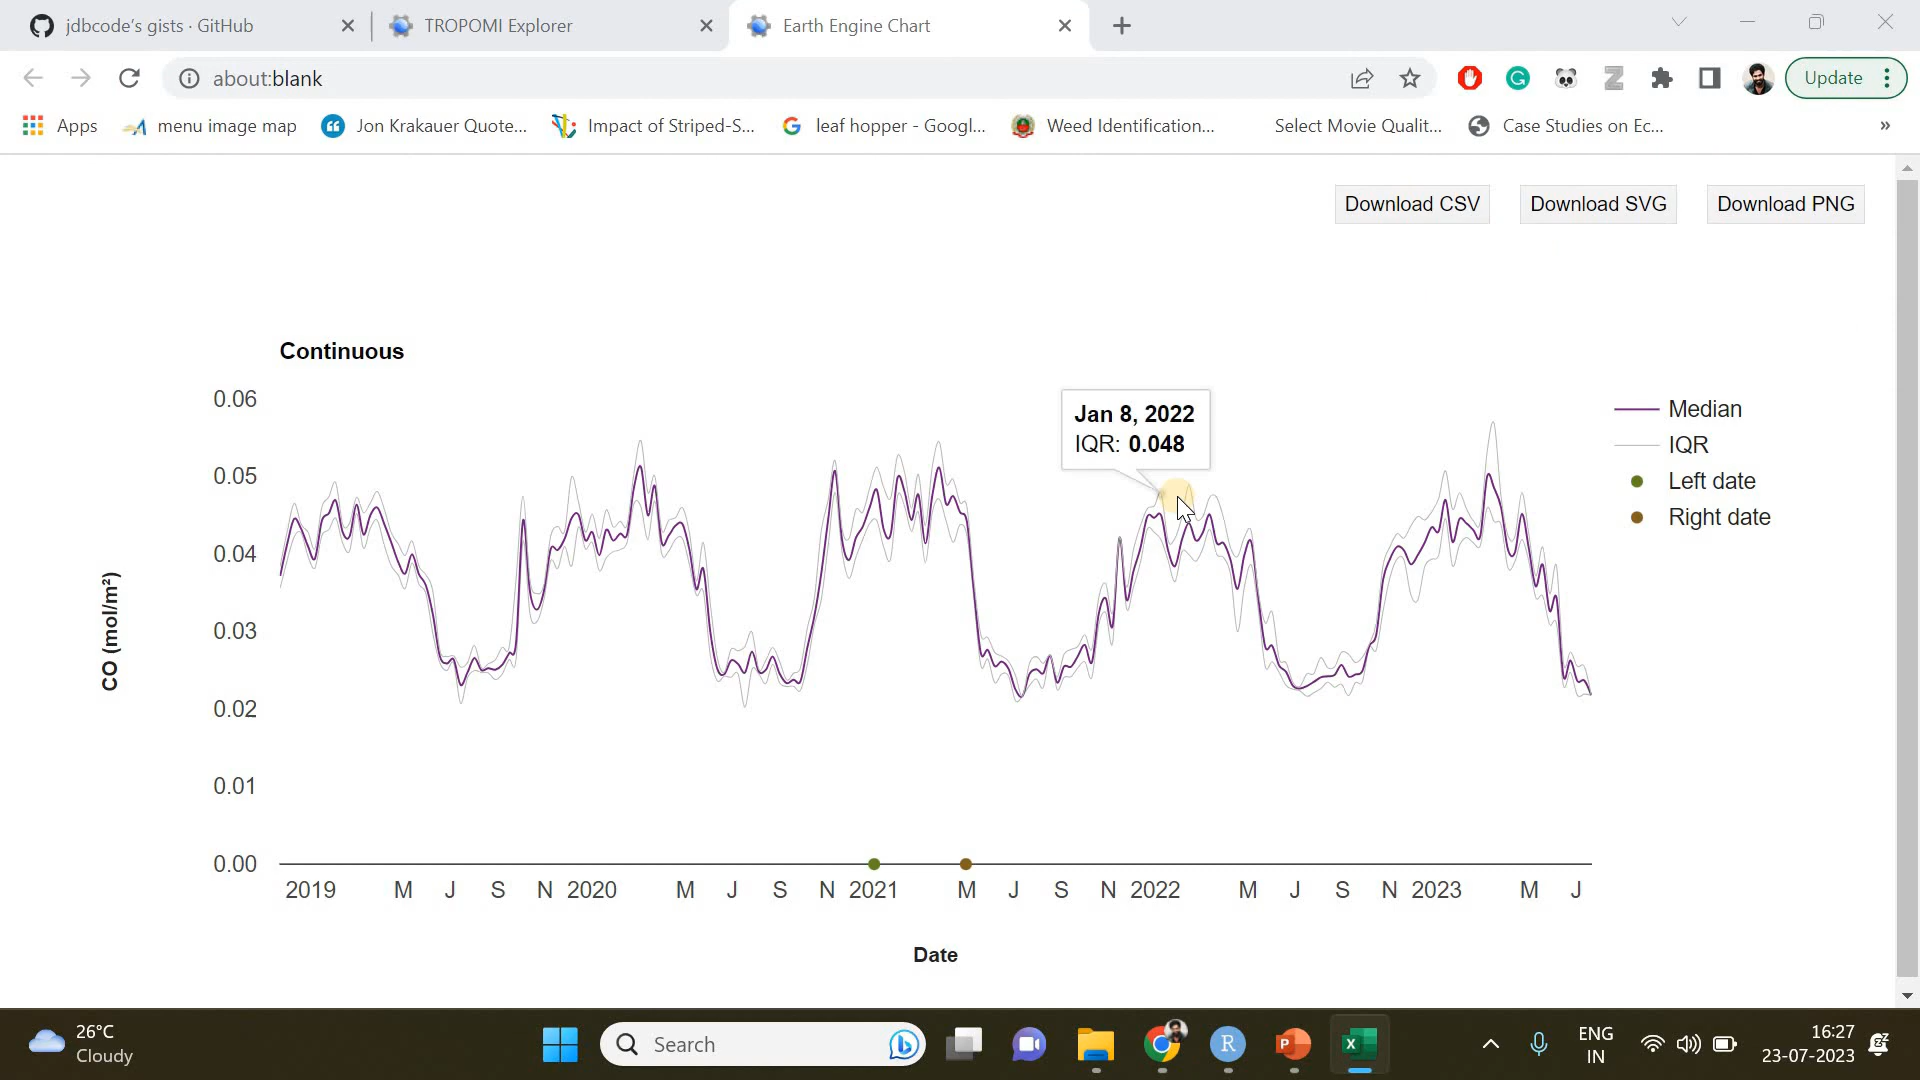 jdbcode's gists · GitHub
TROPOMI Explorer
Earth Engine Chart
about:blank
Update
Apps
menu image map
Jon Krakauer Quote...
Impact of Striped-S...
leaf hopper - Googl...
Weed Identification...
Select Movie Qualit...
Case Studies on Ec...
Download CSV
Download SVG
Download PNG
Continuous
0.06
0.05
0.04
0.03
0.02
0.01
0.00
CO (mol/m²)
Jan 8, 2022
IQR: 0.048
Median
IQR
Left date
Right date
2019 M J S N 2020 M J S N 2021 M J S N 2022 M J S N 2023 M J
Date
26°C
Cloudy
Search
ENG
IN
16:27
23-07-2023